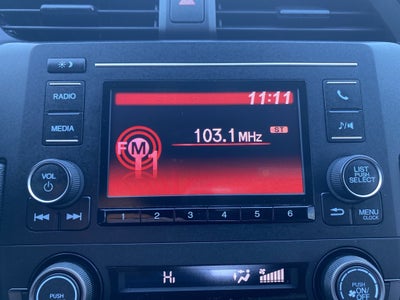 RADIO
MEDIA
VOL
11:11
FM1
103.1 MHz
ST
LIST
PUSH
SELECT
MENU
CLOCK
1 2 3 4 5 6
PUSH
Hi
PUSH
ON/
OFF